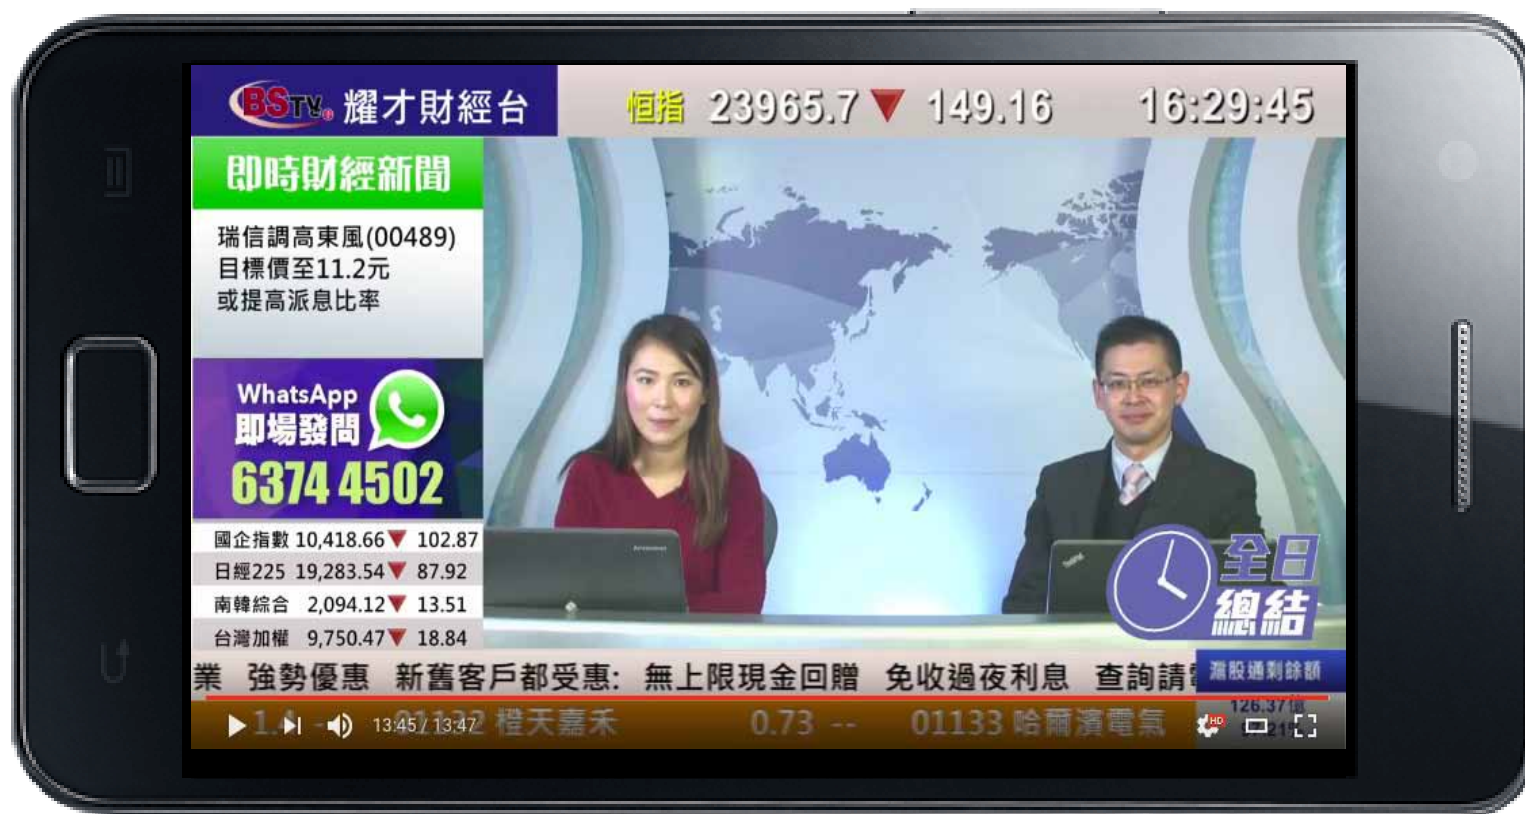 BSTV.e 耀才財經台
恒指 23965.7▼ 149.16 16:29:45
即時財經新聞
瑞信調高東風(00489)
目標價至11.2元
或提高派息比率
WhatsApp
即場發問
6374 4502
國企指數 10,418.66▼ 102.87
日經225 19,283.54▼ 87.92
南韓綜合 2,094.12▼ 13.51
台灣加權 9,750.47▼ 18.84
lenovo
ThinkPad
全日
總結
業 強勢優惠 新舊客戶都受惠: 無上限現金回贈 免收過夜利息 查詢請
滬股通剩餘額
126.37億
01132 橙天嘉禾 0.73 -- 01133 哈爾濱電氣
13:45 / 13:47
HD